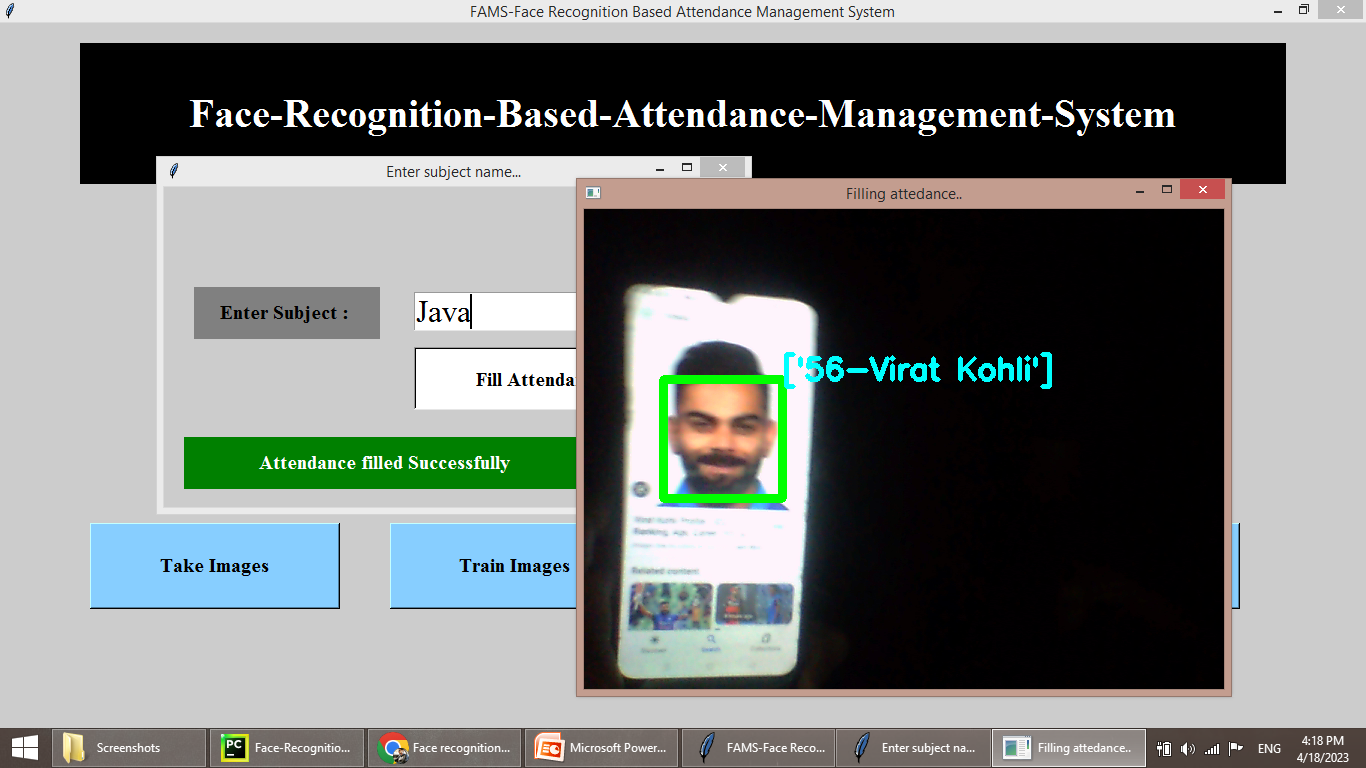 FAMS-Face Recognition Based Attendance Management System
Face-Recognition-Based-Attendance-Management-System
Enter subject name...
Filling attedance..
Enter Subject :
Java
Fill Attenda
['56-Virat Kohli']
Attendance filled Successfully
Related content
Take Images
Train Images
Screenshots
Face-Recognitio...
Face recognition...
Microsoft Power...
FAMS-Face Reco...
Enter subject na...
Filling attedance..
ENG
4:18 PM
4/18/2023